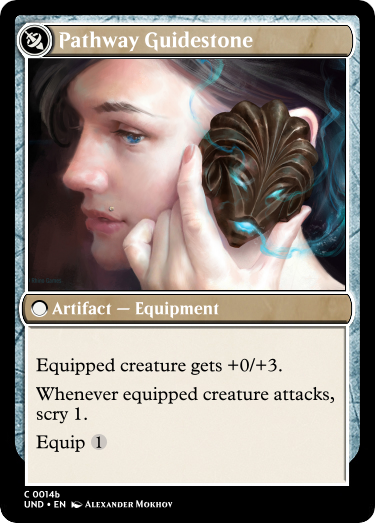 Pathway Guidestone
Artifact — Equipment
Equipped creature gets +0/+3.
Whenever equipped creature attacks,
scry 1.
Equip 1
C 0014b
UND • EN Alexander Mokhov